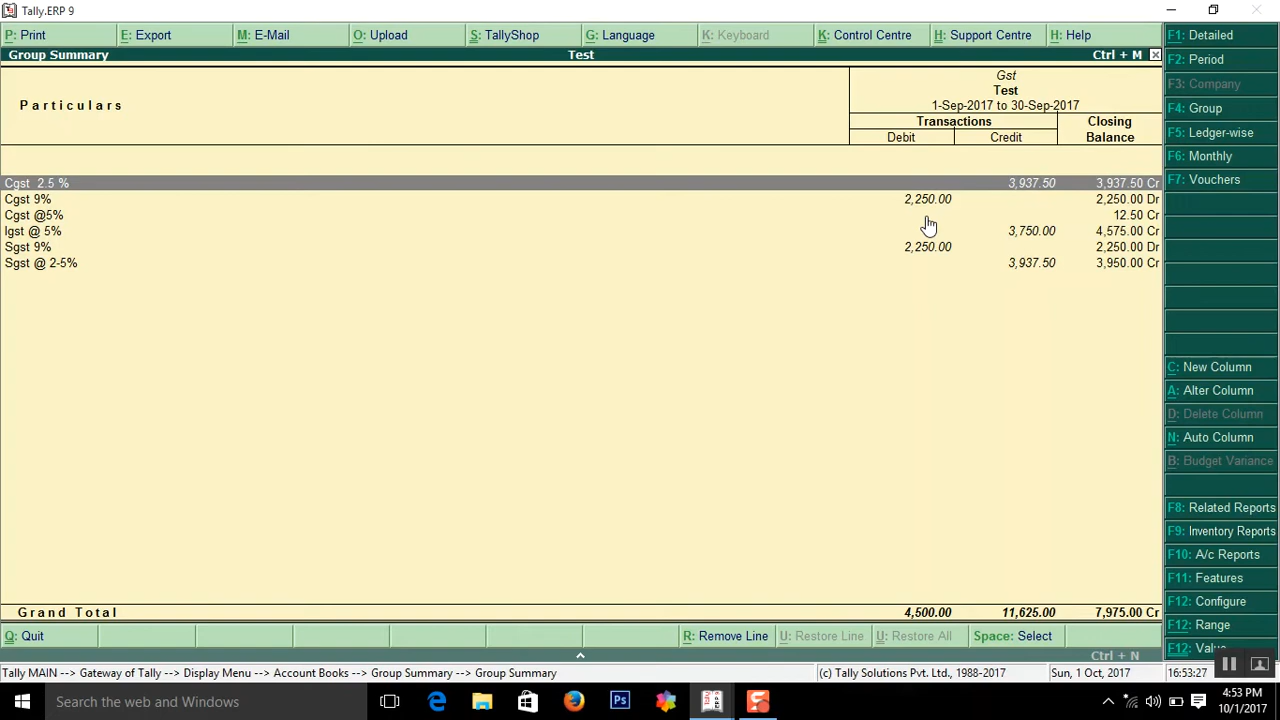 Tally.ERP 9
P: Print E: Export M: E-Mail O: Upload S: TallyShop G: Language K: Keyboard K: Control Centre H: Support Centre H: Help
Group Summary Test Ctrl + M
Particulars
Gst
Test
1-Sep-2017 to 30-Sep-2017
Transactions Closing
Debit Credit Balance
Cgst 2.5 % 3,937.50 3,937.50 Cr
Cgst 9% 2,250.00 2,250.00 Dr
Cgst @5% 12.50 Cr
Igst @ 5% 3,750.00 4,575.00 Cr
Sgst 9% 2,250.00 2,250.00 Dr
Sgst @ 2-5% 3,937.50 3,950.00 Cr
Grand Total 4,500.00 11,625.00 7,975.00 Cr
Q: Quit R: Remove Line U: Restore Line U: Restore All Space: Select
Ctrl + N
Tally MAIN --> Gateway of Tally --> Display Menu --> Account Books --> Group Summary --> Group Summary (c) Tally Solutions Pvt. Ltd., 1988-2017 Sun, 1 Oct, 2017 16:53:27
F1: Detailed
F2: Period
F3: Company
F4: Group
F5: Ledger-wise
F6: Monthly
F7: Vouchers
C: New Column
A: Alter Column
D: Delete Column
N: Auto Column
B: Budget Variance
F8: Related Reports
F9: Inventory Reports
F10: A/c Reports
F11: Features
F12: Configure
F12: Range
F12:
Search the web and Windows
Ps
4:53 PM
10/1/2017